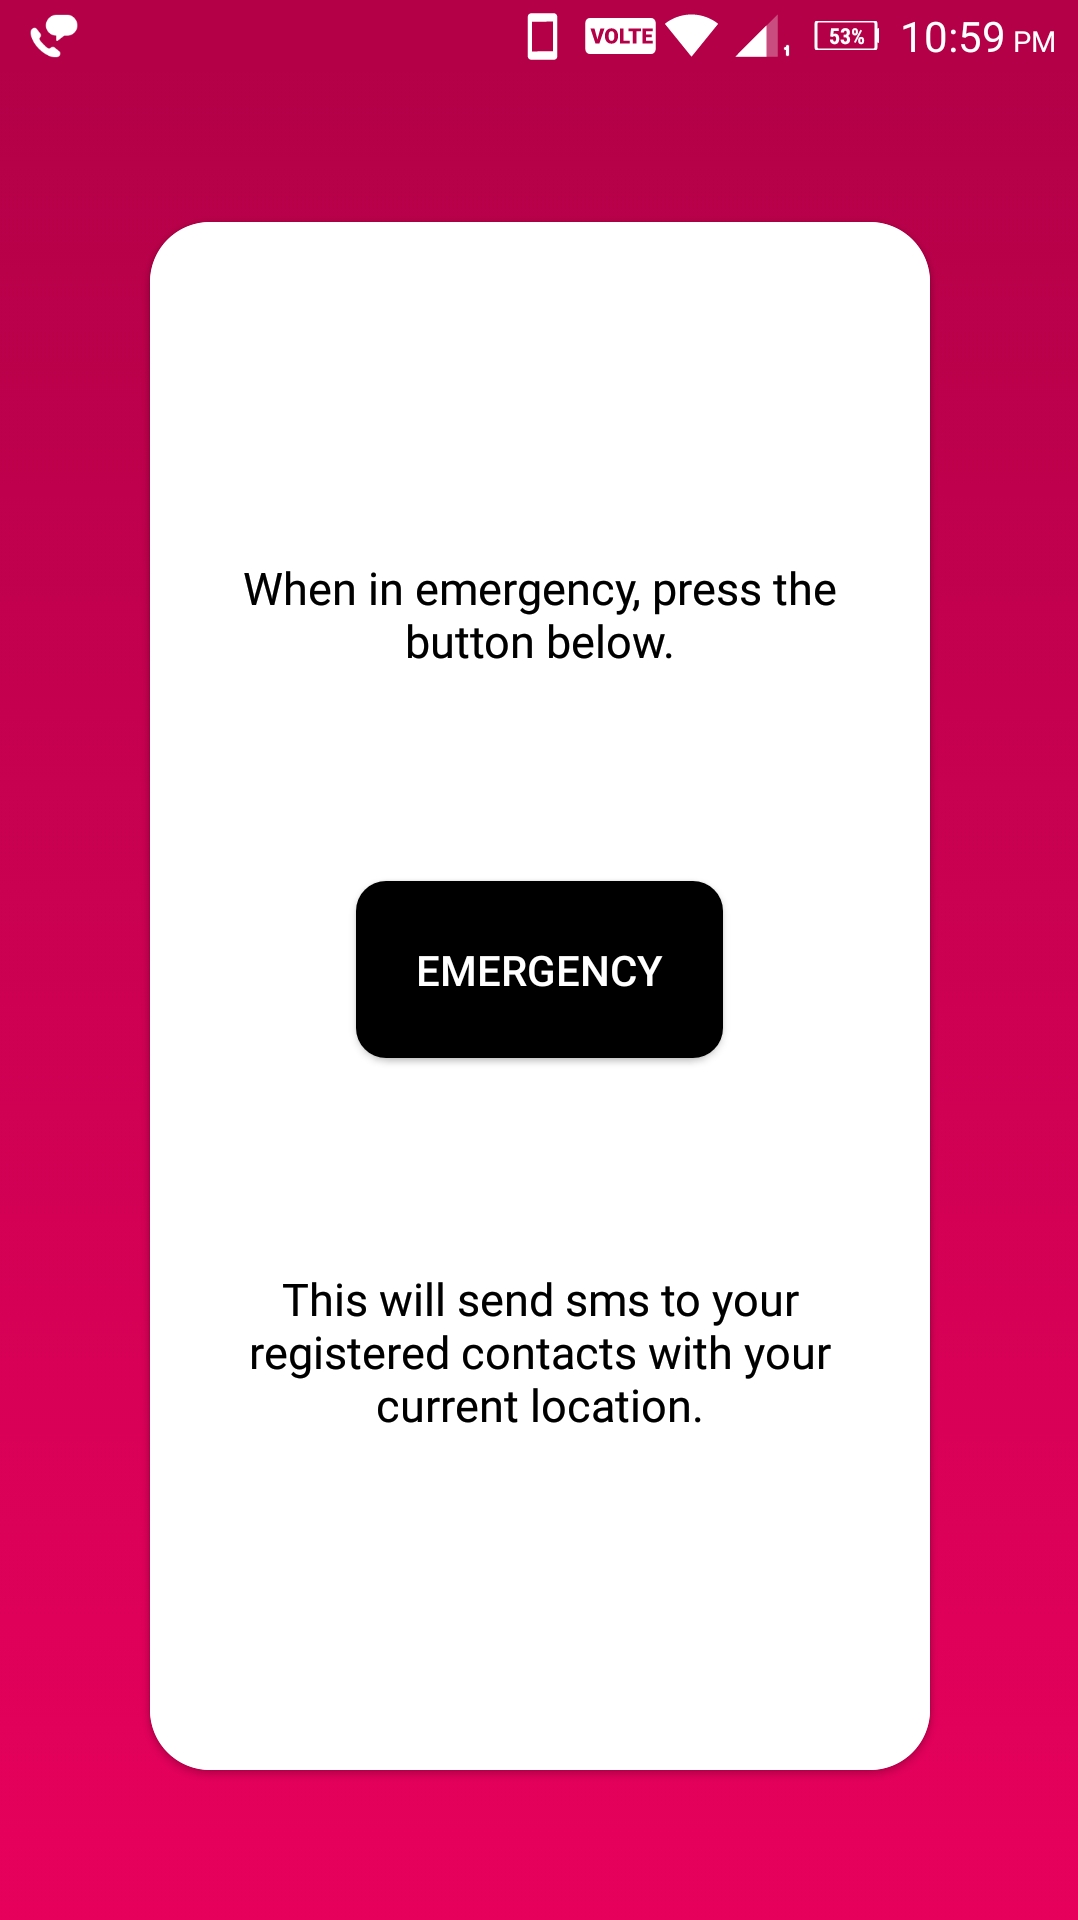 VOLTE 1 53% 10:59 PM
When in emergency, press the
button below.
EMERGENCY
This will send sms to your
registered contacts with your
current location.